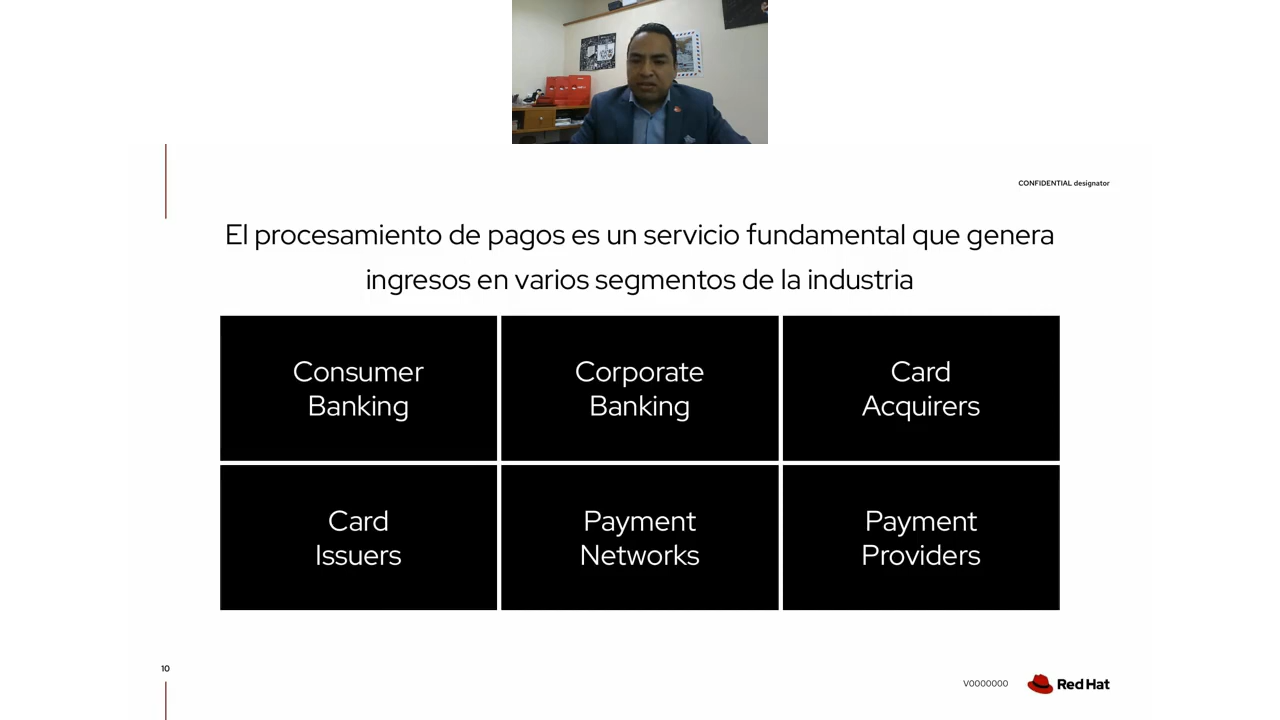 CONFIDENTIAL designator
El procesamiento de pagos es un servicio fundamental que genera
ingresos en varios segmentos de la industria
Consumer
Banking
Corporate
Banking
Card
Acquirers
Card
Issuers
Payment
Networks
Payment
Providers
10
V0000000
Red Hat